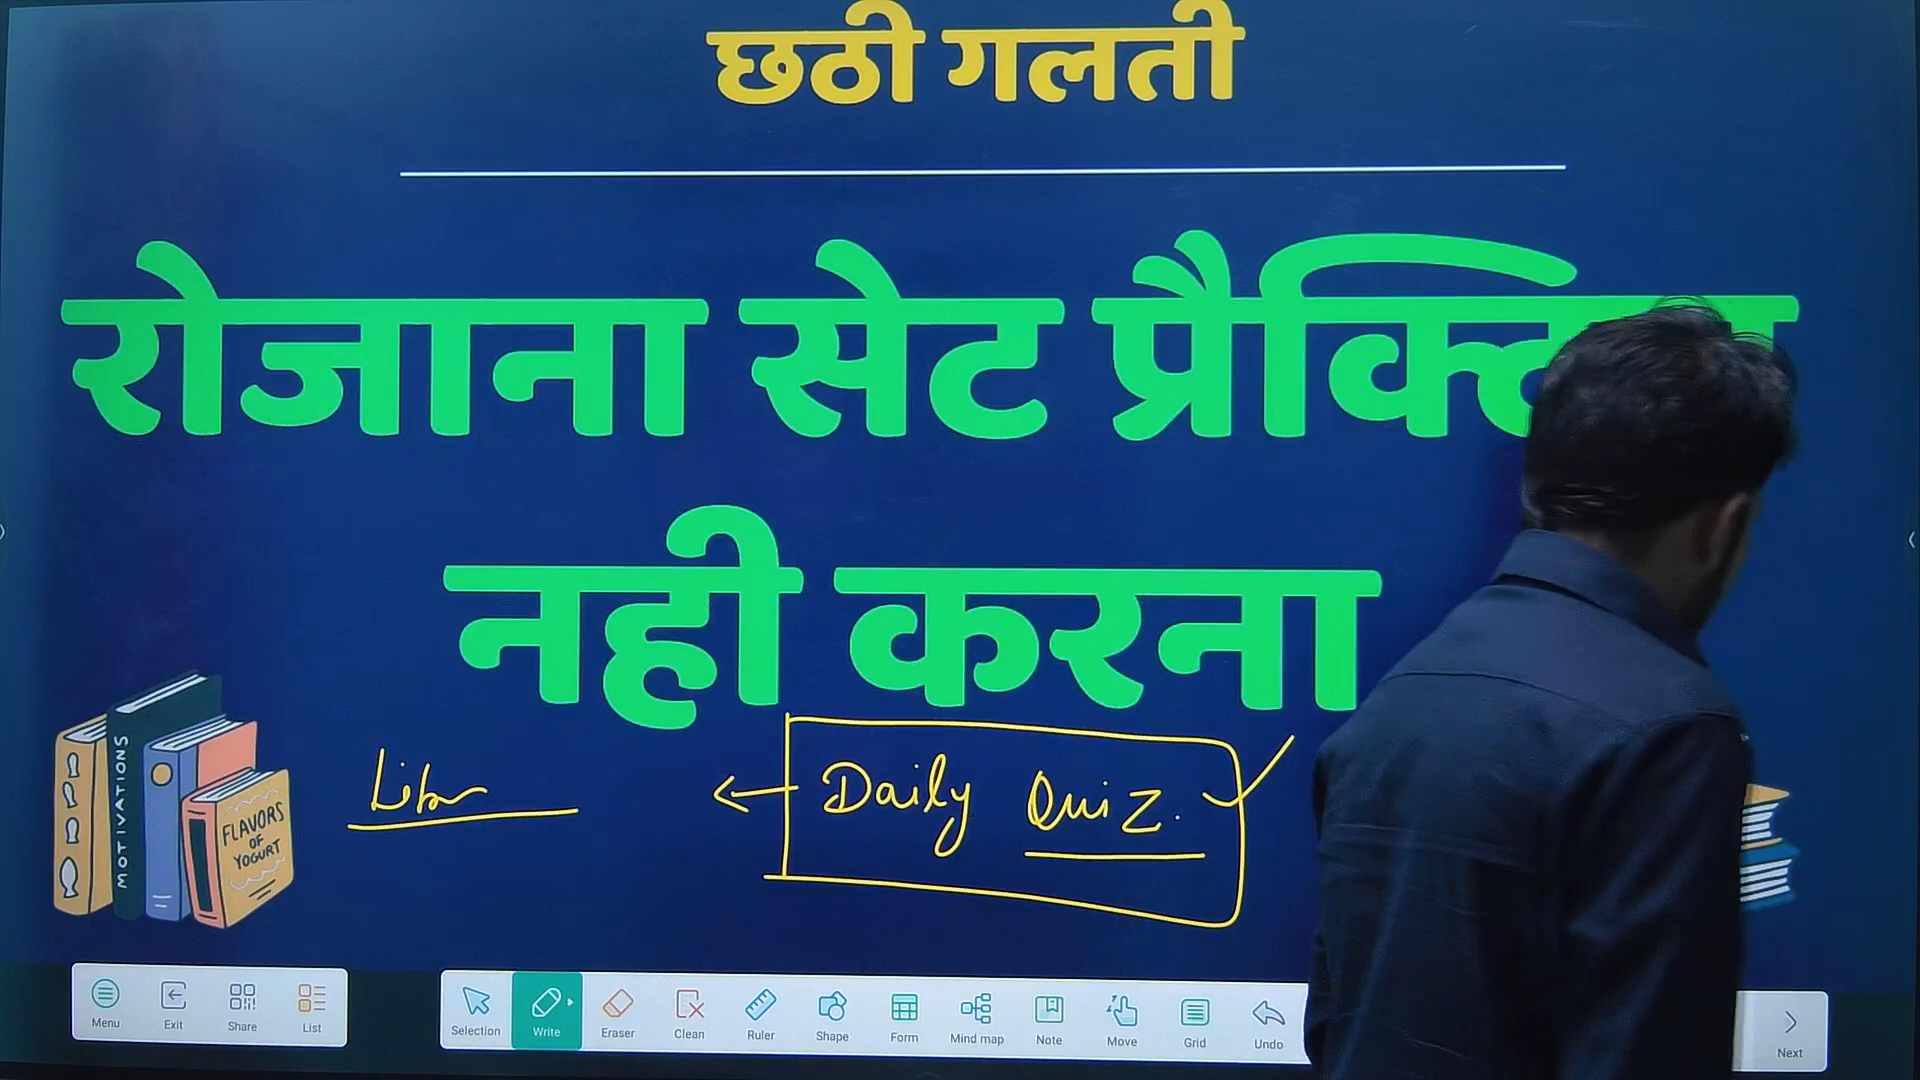 छठी गलती
रोजाना सेट
नही करना
Daily Quiz.
MOTIVATIONS
FLAVORS
OF
YOGURT
Menu
Exit
Share
List
Selection
Write
Eraser
Clean
Ruler
Shape
Form
Mind map
Note
Move
Grid
Undo
Next